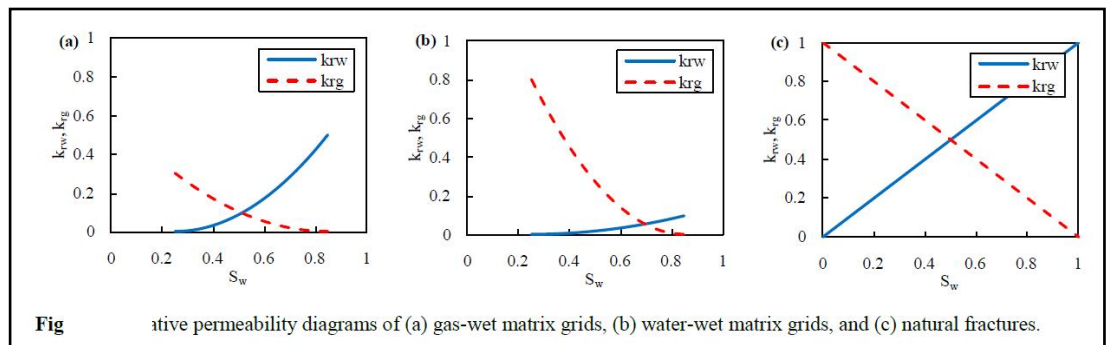 (a)
1
0.8
0.6
0.4
0.2
0
0 0.2 0.4 0.6 0.8 1
krw, krg
Sw
krw
krg
(b)
1
0.8
0.6
0.4
0.2
0
0 0.2 0.4 0.6 0.8 1
krw, krg
Sw
krw
krg
(c)
1
0.8
0.6
0.4
0.2
0
0 0.2 0.4 0.6 0.8 1
krw, krg
Sw
krw
krg
Fig ative permeability diagrams of (a) gas-wet matrix grids, (b) water-wet matrix grids, and (c) natural fractures.